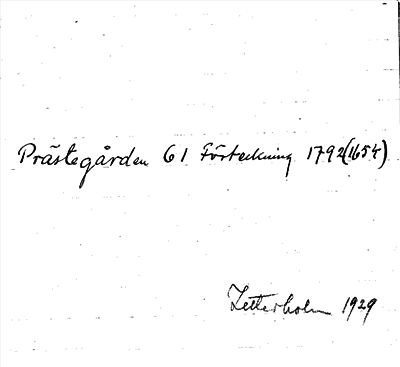 Prästegården 61 Förteckning 1792(1654)
Zetterholm 1929